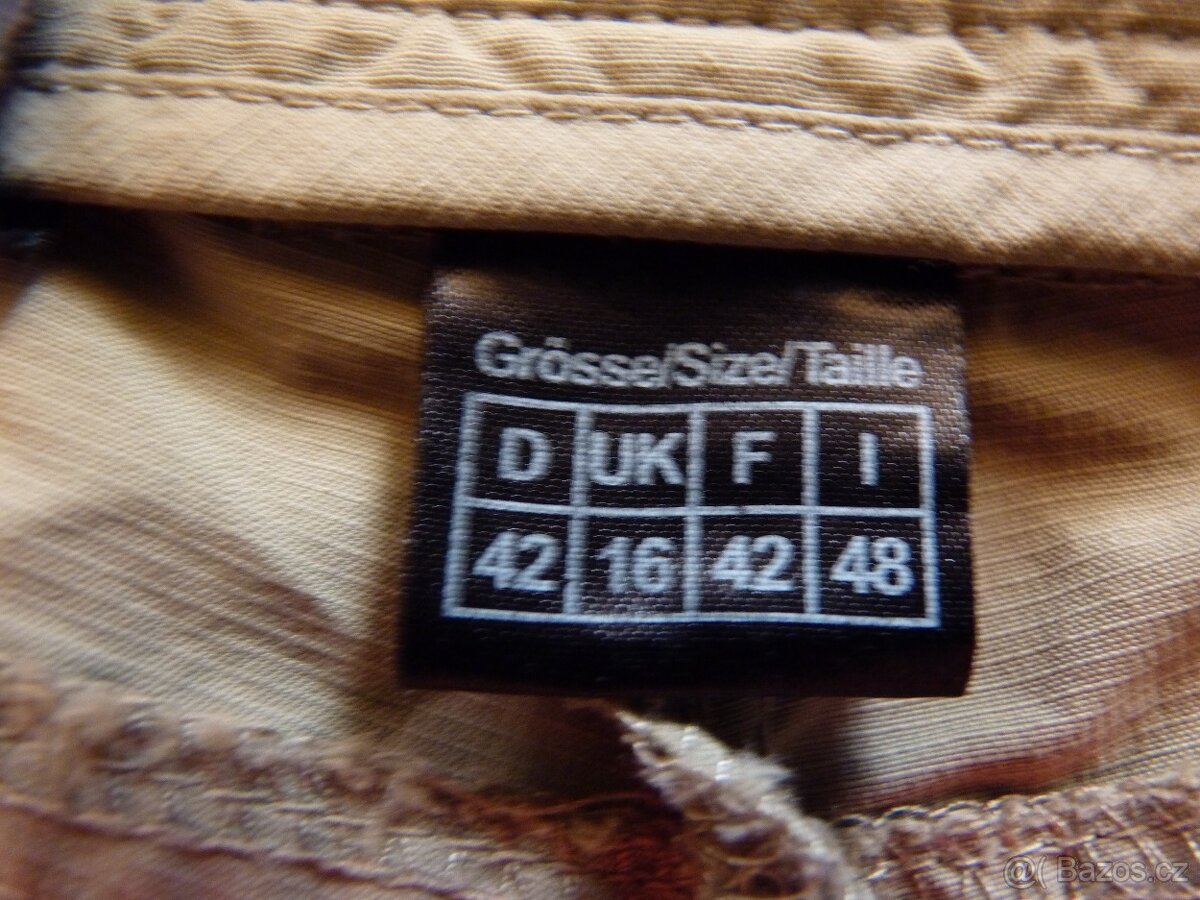 Grösse/Size/Taille
D UK F I
42 16 42 48
@( Bazos.cz